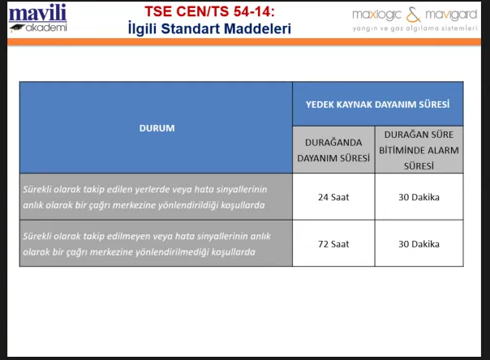 mavili
akademi
TSE CEN/TS 54-14:
İlgili Standart Maddeleri
maxlogic & mavigard
yangın ve gaz algılama sistemleri
DURUM
YEDEK KAYNAK DAYANIM SÜRESİ
DURAĞANDA
DAYANIM SÜRESİ
DURAĞAN SÜRE
BİTİMİNDE ALARM
SÜRESİ
Sürekli olarak takip edilen yerlerde veya hata sinyallerinin
anlık olarak bir çağrı merkezine yönlendirildiği koşullarda
24 Saat
30 Dakika
Sürekli olarak takip edilmeyen veya hata sinyallerinin anlık
olarak bir çağrı merkezine yönlendirilmediği koşullarda
72 Saat
30 Dakika